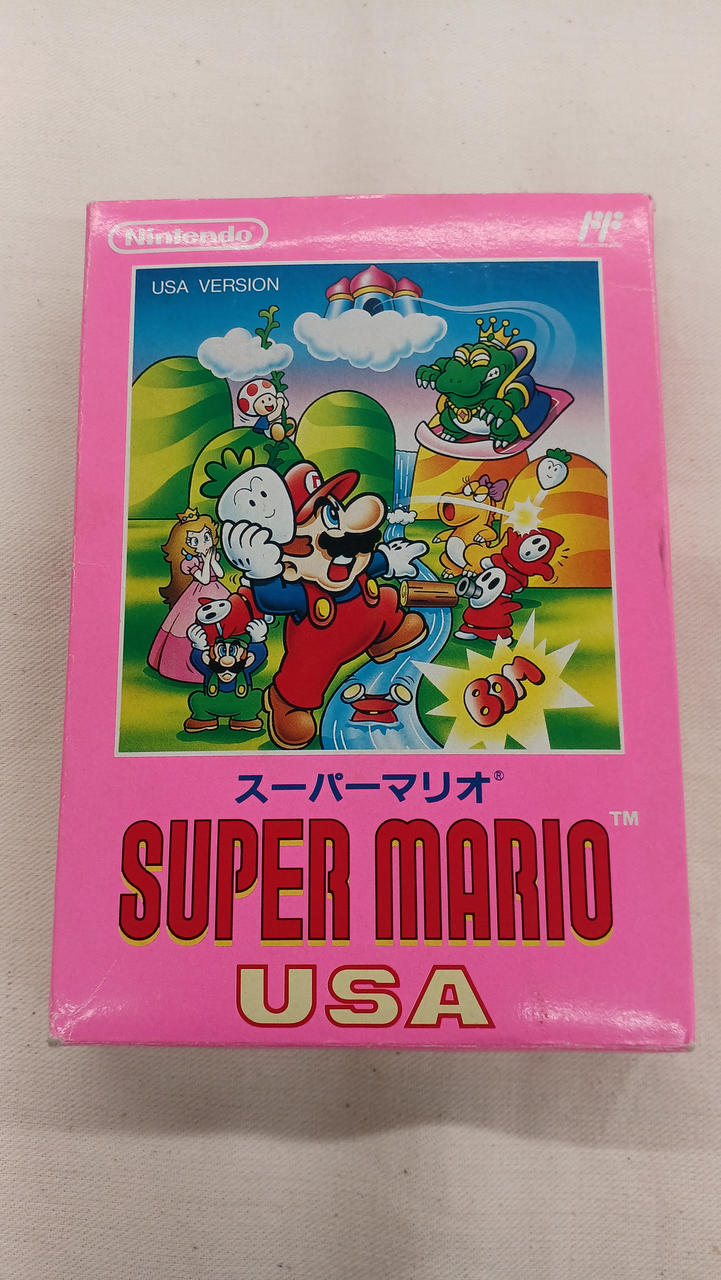 Nintendo®
USA VERSION
BOM
スーパーマリオ®
SUPER MARIO™
USA